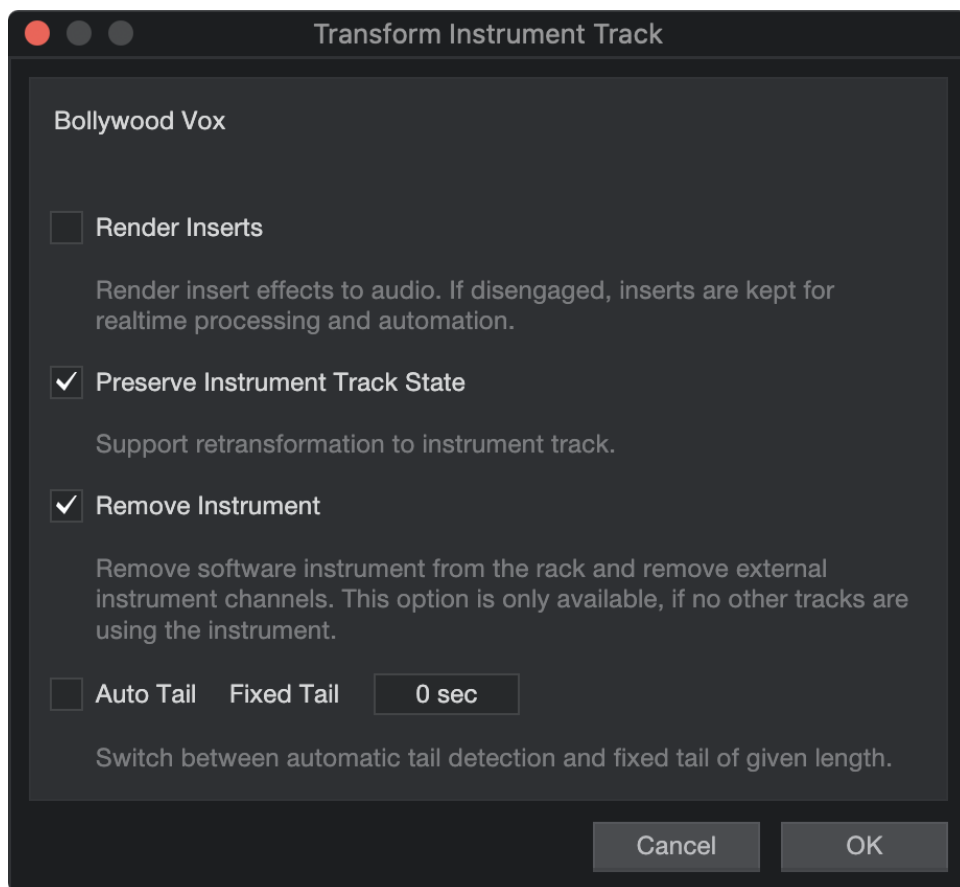 Transform Instrument Track
Bollywood Vox
Render Inserts
Render insert effects to audio. If disengaged, inserts are kept for
realtime processing and automation.
Preserve Instrument Track State
Support retransformation to instrument track.
Remove Instrument
Remove software instrument from the rack and remove external
instrument channels. This option is only available, if no other tracks are
using the instrument.
Auto Tail Fixed Tail 0 sec
Switch between automatic tail detection and fixed tail of given length.
Cancel OK